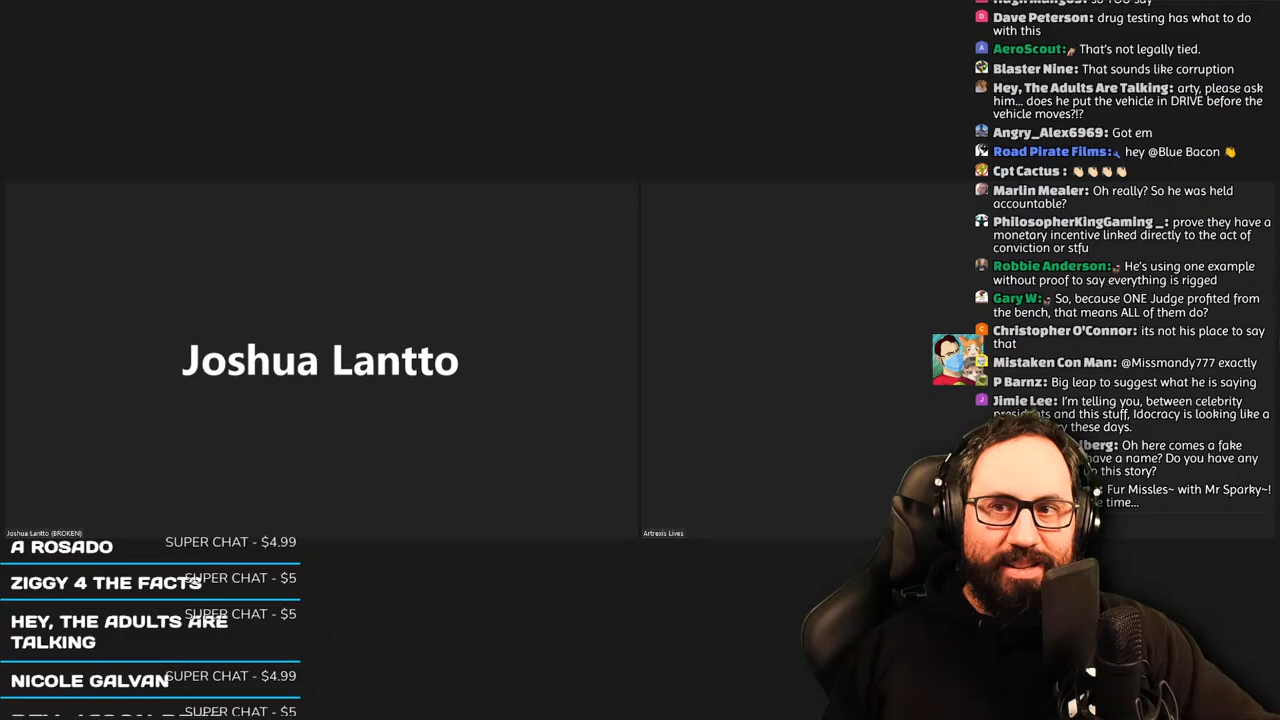 Dave Peterson: drug testing has what to do
with this
AeroScout: That's not legally tied.
Blaster Nine: That sounds like corruption
Hey, The Adults Are Talking: arty, please ask
him... does he put the vehicle in DRIVE before the
vehicle moves?!?
Angry_Alex6969: Got em
Road Pirate Films: hey @Blue Bacon 👏
Cpt Cactus : 👏🏻👏🏻👏🏻👏🏻
Marlin Mealer: Oh really? So he was held
accountable?
PhilosopherKingGaming _: prove they have a
monetary incentive linked directly to the act of
conviction or stfu
Robbie Anderson: He's using one example
without proof to say everything is rigged
Gary W: So, because ONE Judge profited from
the bench, that means ALL of them do?
Christopher O'Connor: its not his place to say
that
Mistaken Con Man: @Missmandy777 exactly
P Barnz: Big leap to suggest what he is saying
Jimie Lee: I'm telling you, between celebrity
and this stuff, Idocracy is looking like a
these days.
Oh here comes a fake
have a name? Do you have any
this story?
Fur Missles~ with Mr Sparky~!
time...
Joshua Lantto
Joshua Lantto (BROKEN)
Artrexis Lives
A ROSADO SUPER CHAT - $4.99
ZIGGY 4 THE FACTS SUPER CHAT - $5
HEY, THE ADULTS ARE SUPER CHAT - $5
TALKING
NICOLE GALVAN SUPER CHAT - $4.99
SUPER CHAT - $5